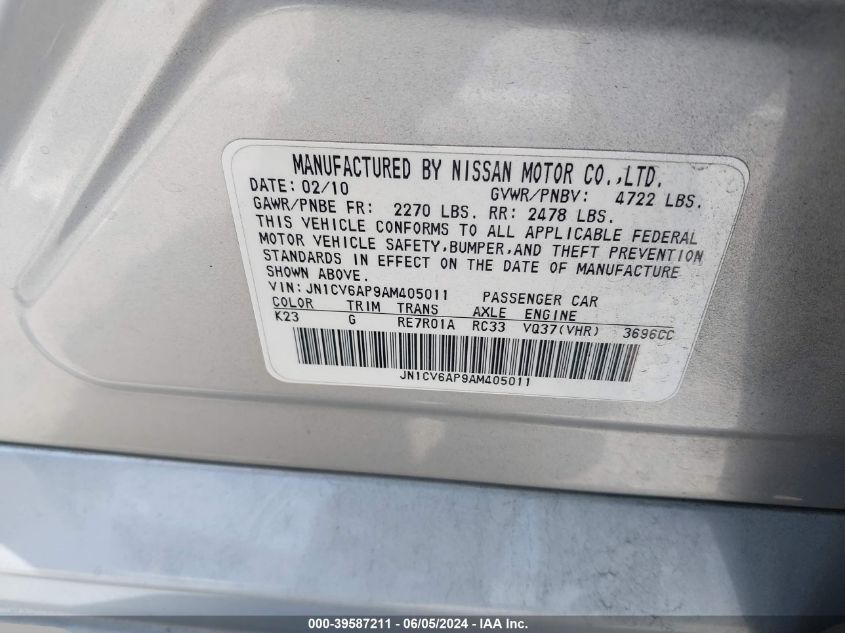 MANUFACTURED BY NISSAN MOTOR CO.,LTD.
DATE: 02/10 GVWR/PNBV: 4722 LBS.
GAWR/PNBE FR: 2270 LBS. RR: 2478 LBS.
THIS VEHICLE CONFORMS TO ALL APPLICABLE FEDERAL
MOTOR VEHICLE SAFETY,BUMPER,AND THEFT PREVENTION
STANDARDS IN EFFECT ON THE DATE OF MANUFACTURE
SHOWN ABOVE.
VIN: JN1CV6AP9AM405011 PASSENGER CAR
COLOR TRIM TRANS AXLE ENGINE
K23 G RE7R01A RC33 VQ37(VHR) 3696CC
JN1CV6AP9AM405011
000-39587211 - 06/05/2024 - IAA Inc.